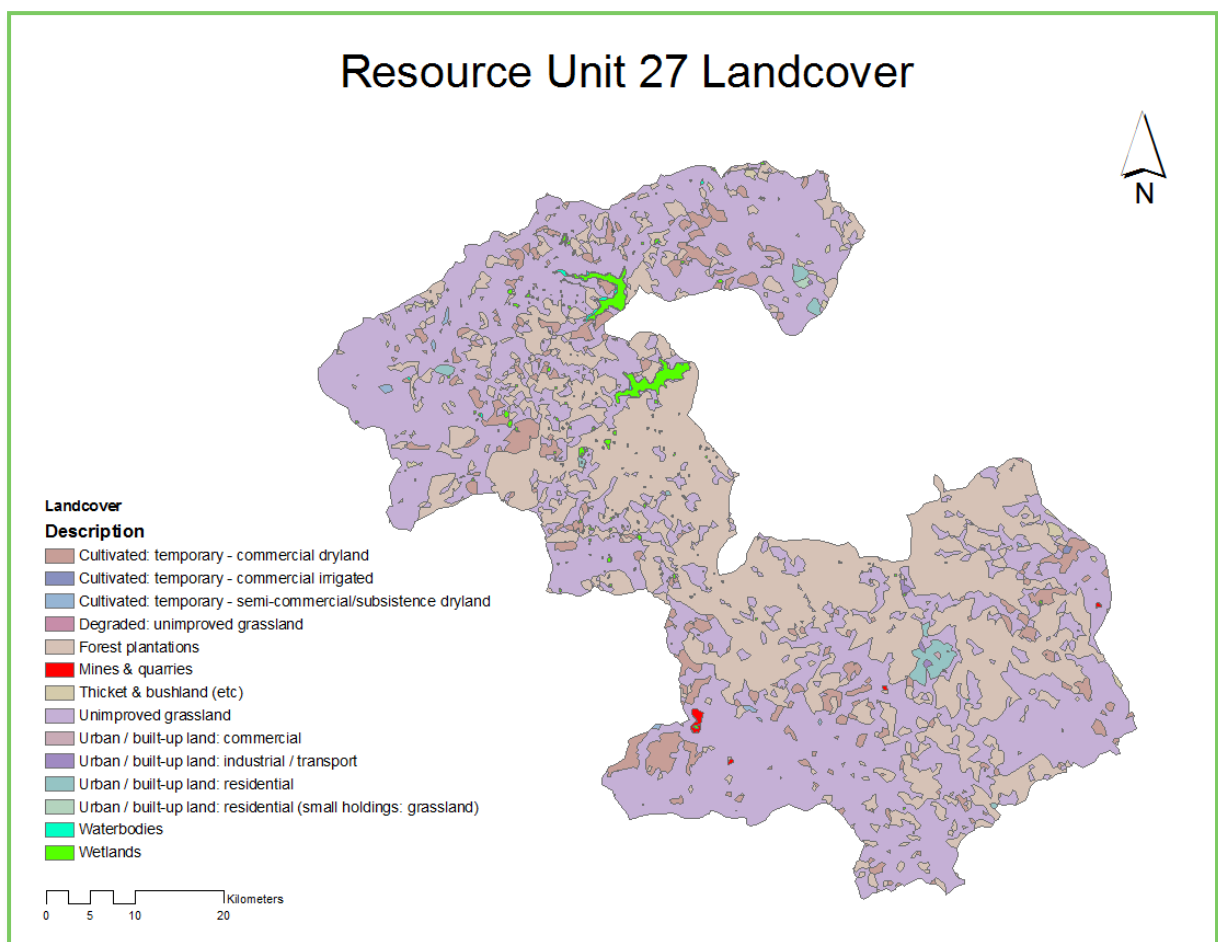 Resource Unit 27 Landcover
N
Landcover
Description
Cultivated: temporary - commercial dryland
Cultivated: temporary - commercial irrigated
Cultivated: temporary - semi-commercial/subsistence dryland
Degraded: unimproved grassland
Forest plantations
Mines & quarries
Thicket & bushland (etc)
Unimproved grassland
Urban / built-up land: commercial
Urban / built-up land: industrial / transport
Urban / built-up land: residential
Urban / built-up land: residential (small holdings: grassland)
Waterbodies
Wetlands
Kilometers
0 5 10 20